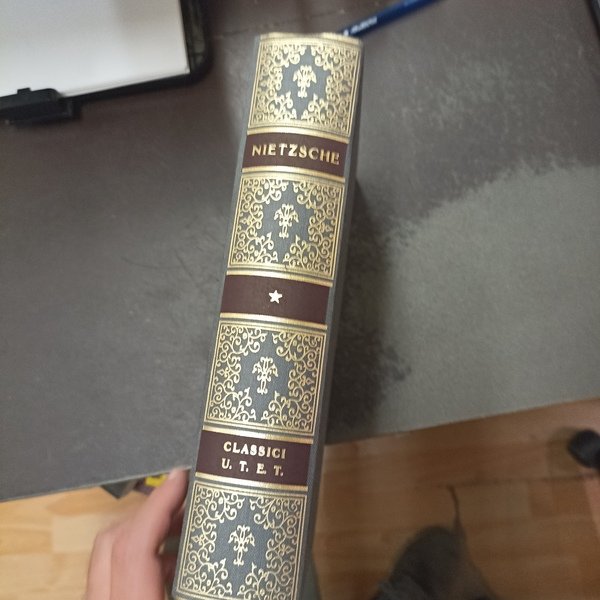 NIETZSCHE
CLASSICI
U. T. E. T.